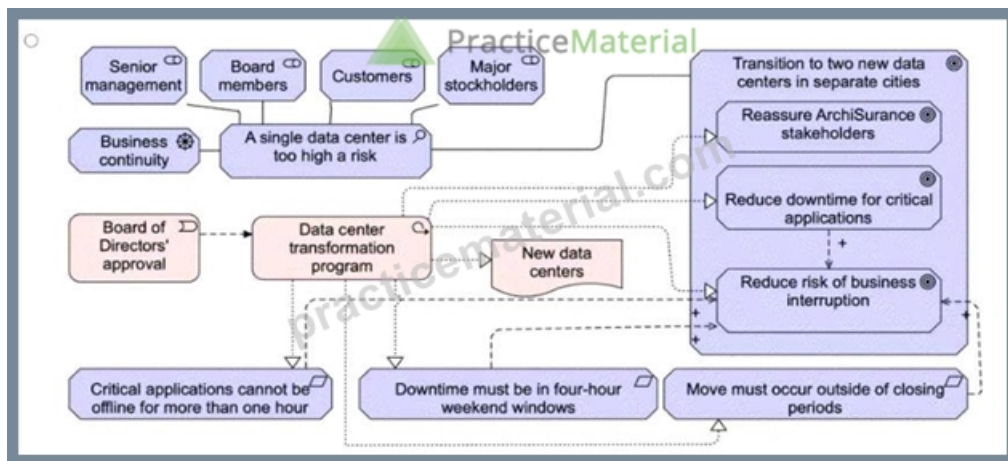 PracticeMaterial
Senior
management
Board
members
Customers
Major
stockholders
Transition to two new data
centers in separate cities
Reassure ArchiSurance
stakeholders
Business
continuity
A single data center is
too high a risk
Reduce downtime for critical
applications
+
Board of
Directors'
approval
Data center
transformation
program
New data
centers
Reduce risk of business
interruption
+
+
+
Critical applications cannot be
offline for more than one hour
Downtime must be in four-hour
weekend windows
Move must occur outside of closing
periods
practicematerial.com